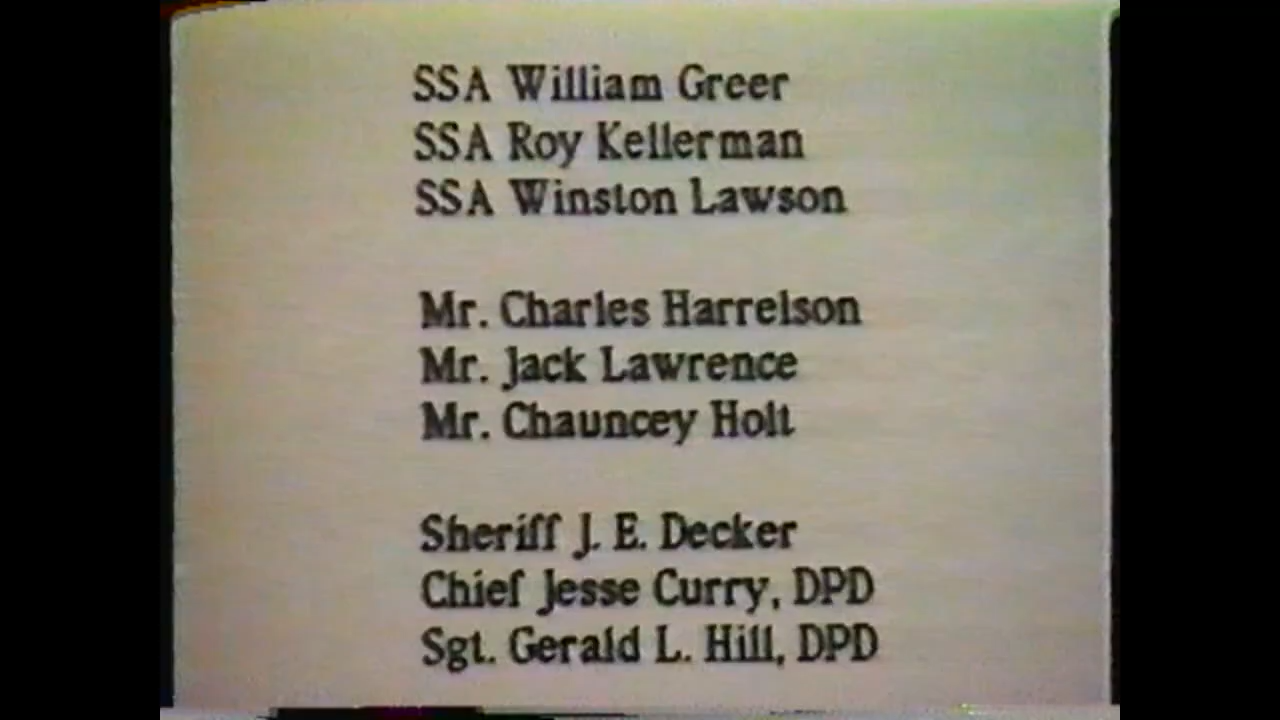 SSA William Greer
SSA Roy Kellerman
SSA Winston Lawson
Mr. Charles Harrelson
Mr. Jack Lawrence
Mr. Chauncey Holt
Sheriff J. E. Decker
Chief Jesse Curry, DPD
Sgt. Gerald L. Hill, DPD